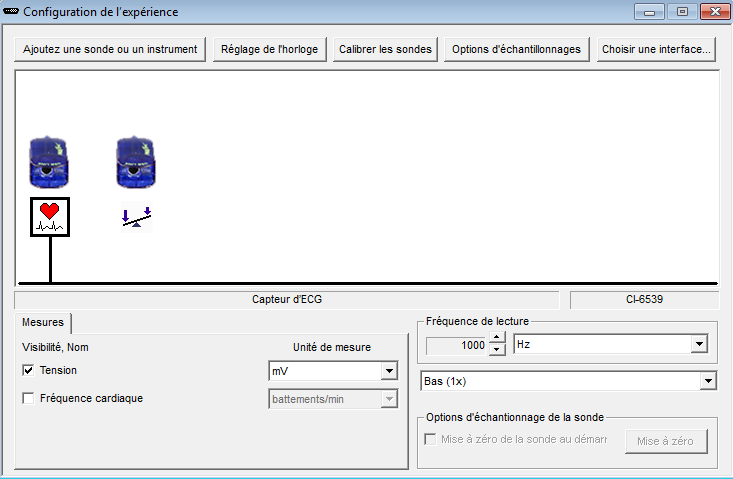 Configuration de l'expérience
Ajoutez une sonde ou un instrument
Réglage de l'horloge
Calibrer les sondes
Options d'échantillonnages
Choisir une interface...
Capteur d'ECG
CI-6539
Mesures
Visibilité, Nom
Unité de mesure
Tension
mV
Fréquence cardiaque
battements/min
Fréquence de lecture
1000
Hz
Bas (1x)
Options d'échantionnage de la sonde
Mise à zéro de la sonde au démarr
Mise à zéro